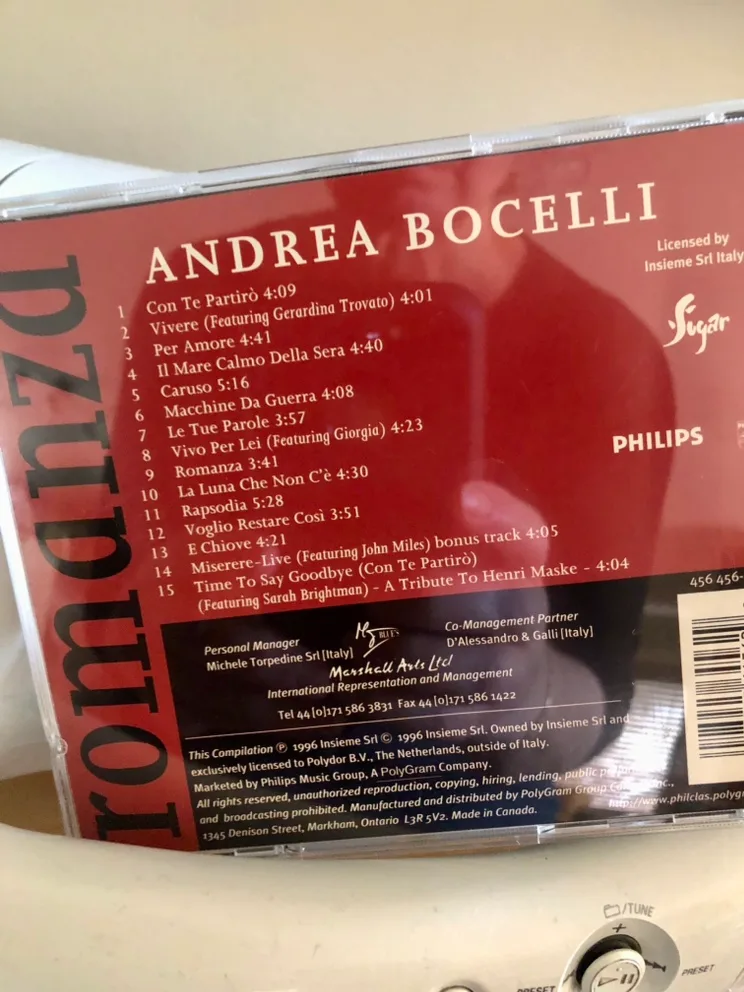 romanza
ANDREA BOCELLI
Licensed by
Insieme Srl Italy
Sugar
PHILIPS
1 Con Te Partirò 4:09
2 Vivere (Featuring Gerardina Trovato) 4:01
3 Per Amore 4:41
4 Il Mare Calmo Della Sera 4:40
5 Caruso 5:16
6 Macchine Da Guerra 4:08
7 Le Tue Parole 3:57
8 Vivo Per Lei (Featuring Giorgia) 4:23
9 Romanza 3:41
10 La Luna Che Non C'è 4:30
11 Rapsodia 5:28
12 Voglio Restare Così 3:51
13 E Chiove 4:21
14 Miserere-Live (Featuring John Miles) bonus track 4:05
15 Time To Say Goodbye (Con Te Partirò)
(Featuring Sarah Brightman) - A Tribute To Henri Maske - 4:04
456 456-
Personal Manager
Michele Torpedine Srl [Italy]
BLUE'S
Co-Management Partner
D'Alessandro & Galli [Italy]
Marshall Arts Ltd
International Representation and Management
Tel 44 [0]171 586 3831 Fax 44 [0]171 586 1422
This Compilation ℗ 1996 Insieme Srl © 1996 Insieme Srl. Owned by Insieme Srl and
exclusively licensed to Polydor B.V., The Netherlands, outside of Italy.
Marketed by Philips Music Group, A PolyGram Company.
All rights reserved, unauthorized reproduction, copying, hiring, lending, public
and broadcasting prohibited. Manufactured and distributed by PolyGram Group Inc.,
1345 Denison Street, Markham, Ontario L3R 5V2. Made in Canada.
http://www.philclas.polygr
/TUNE
+
PRESET
PRESET